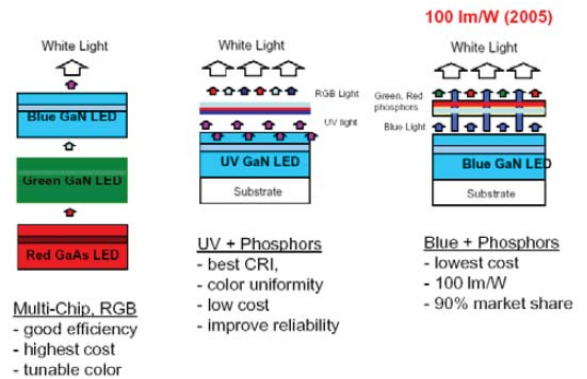 100 lm/W (2005)
White Light
Blue GaN LED
Green GaN LED
Red GaAs LED
Multi-Chip, RGB
- good efficiency
- highest cost
- tunable color
White Light
RGB Light
UV light
UV GaN LED
Substrate
UV + Phosphors
- best CRI,
- color uniformity
- low cost
- improve reliability
White Light
Green, Red
phosphors
Blue Light
Blue GaN LED
Substrate
Blue + Phosphors
- lowest cost
- 100 lm/W
- 90% market share